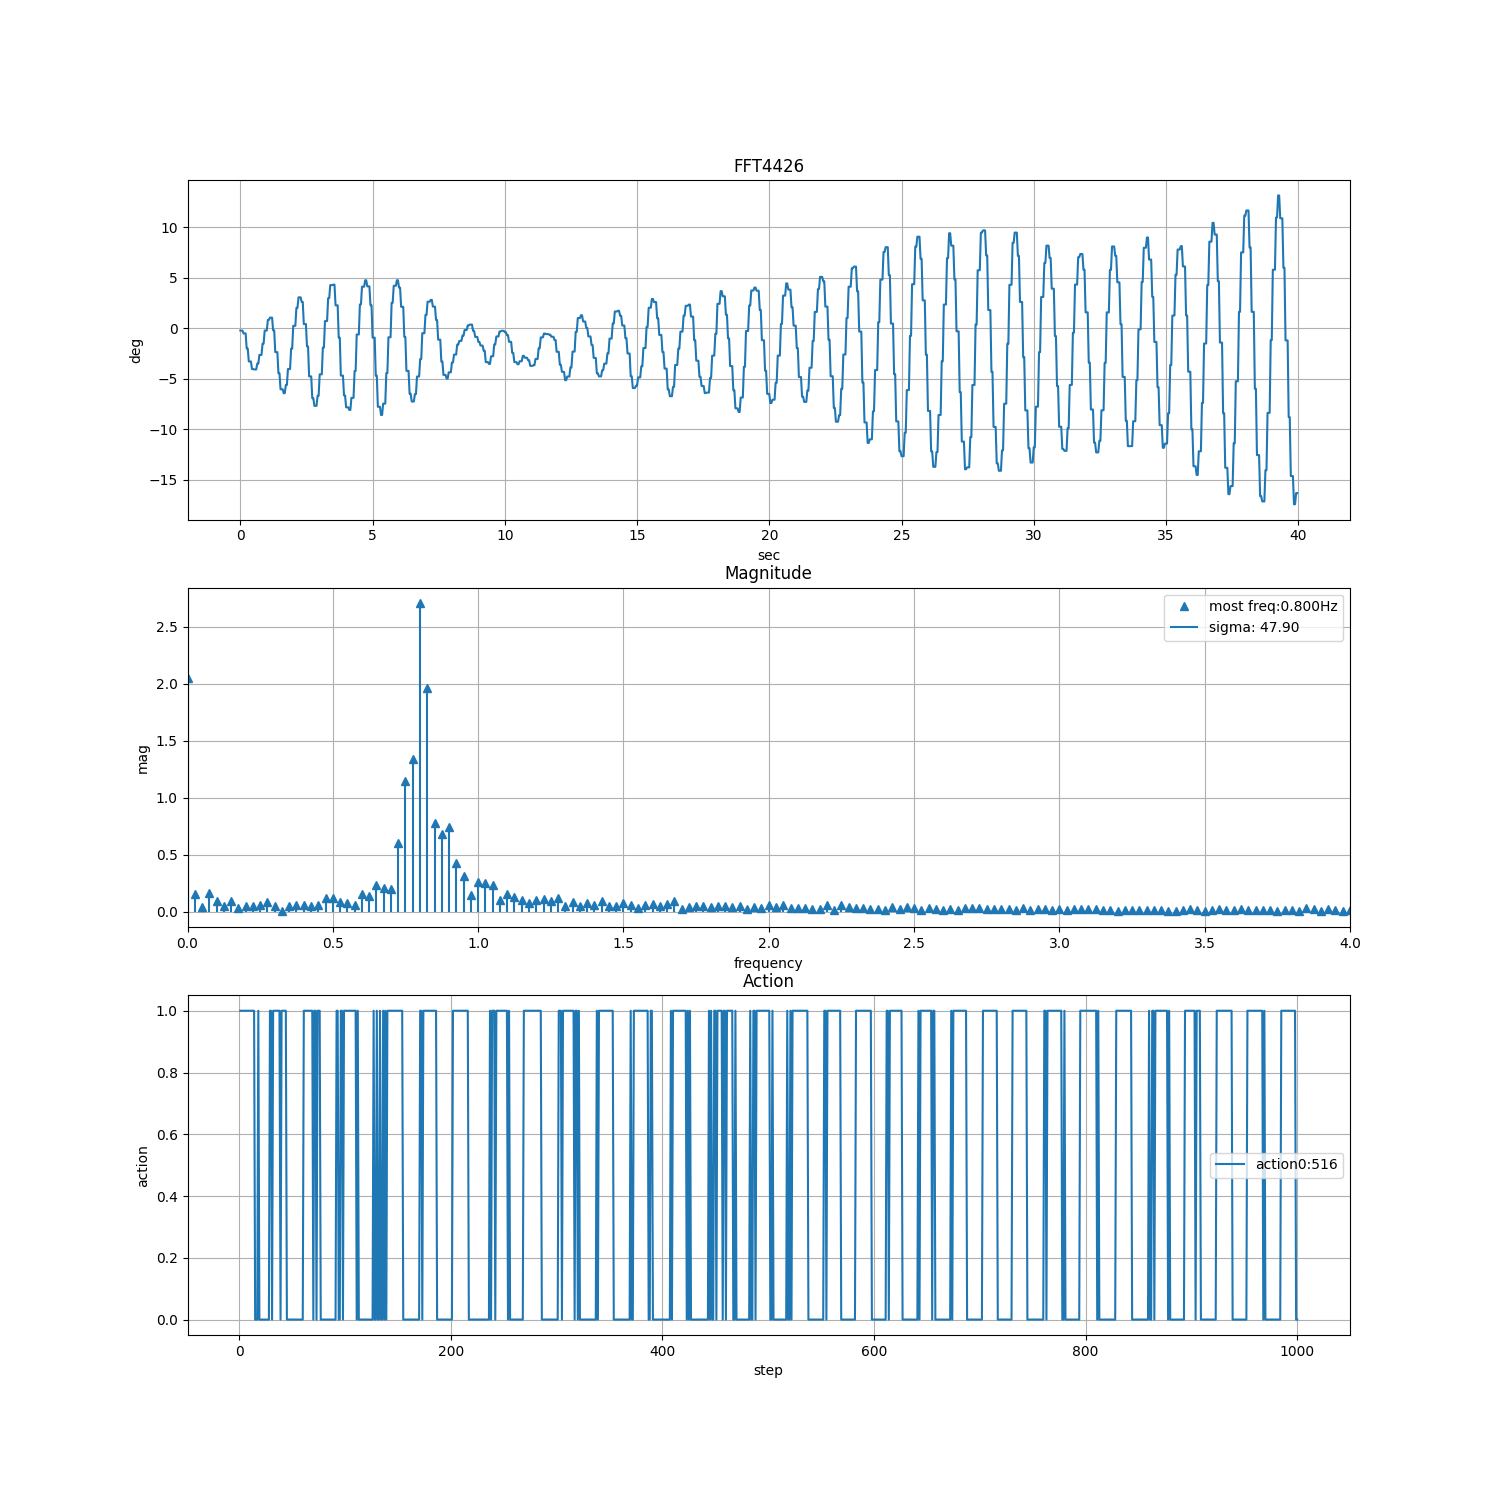 FFT4426
10
5
0
−5
−10
−15
deg
0 5 10 15 20 25 30 35 40
sec
Magnitude
most freq:0.800Hz
sigma: 47.90
2.5
2.0
1.5
1.0
0.5
0.0
mag
0.0 0.5 1.0 1.5 2.0 2.5 3.0 3.5 4.0
frequency
Action
1.0
0.8
0.6
0.4
0.2
0.0
action
action0:516
0 200 400 600 800 1000
step